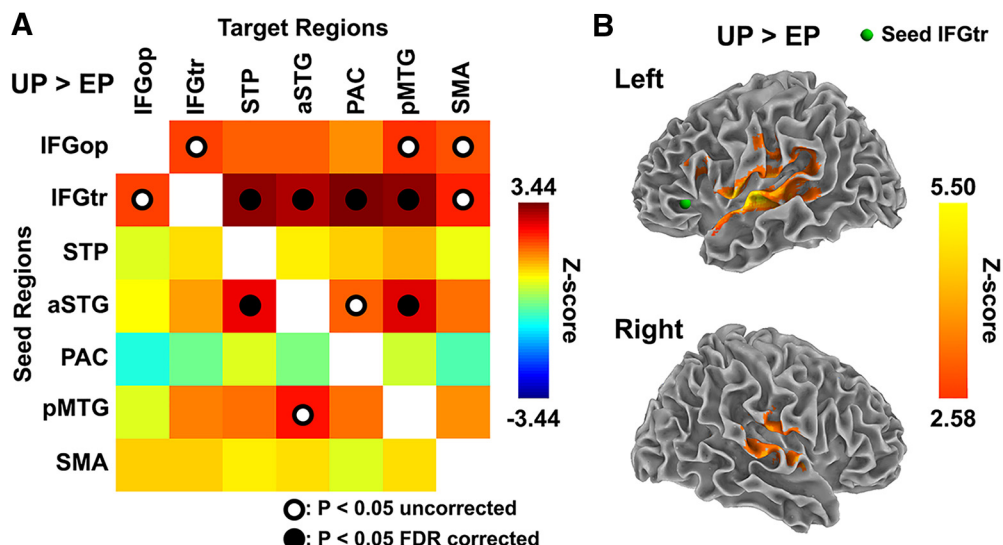 A
Target Regions
UP > EP
IFGop
IFGtr
STP
aSTG
PAC
pMTG
SMA
Seed Regions
IFGop
IFGtr
STP
aSTG
PAC
pMTG
SMA
3.44
Z-score
-3.44
: P < 0.05 uncorrected
: P < 0.05 FDR corrected
B
UP > EP
Seed IFGtr
Left
Right
5.50
Z-score
2.58